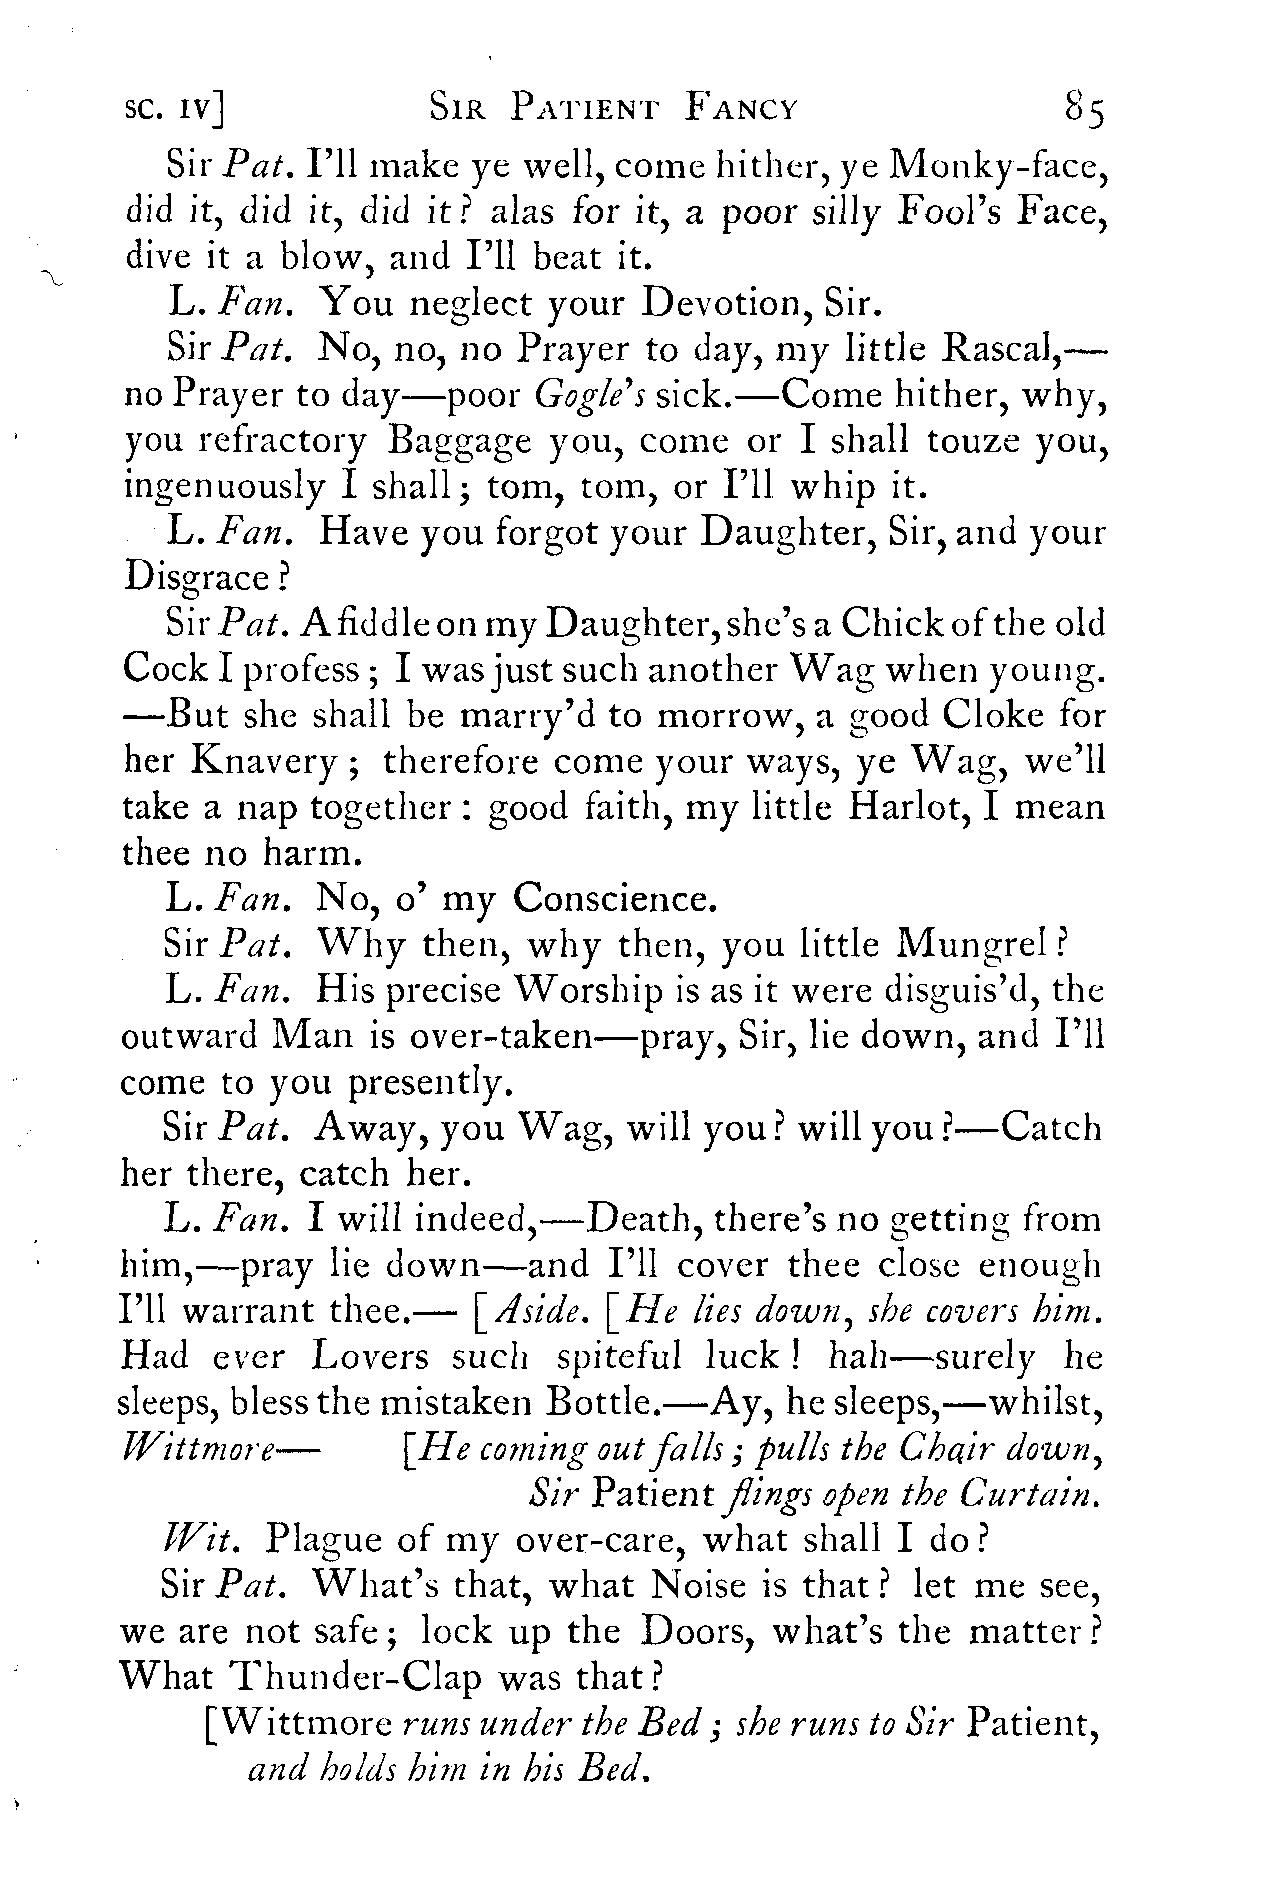 SC. IV] SIR PATIENT FANCY 85
Sir Pat. I'll make ye well, come hither, ye Monky-face,
did it, did it, did it? alas for it, a poor silly Fool's Face,
dive it a blow, and I'll beat it.
L. Fan. You neglect your Devotion, Sir.
Sir Pat. No, no, no Prayer to day, my little Rascal,—
no Prayer to day—poor Gogle's sick.—Come hither, why,
you refractory Baggage you, come or I shall touze you,
ingenuously I shall; tom, tom, or I'll whip it.
L. Fan. Have you forgot your Daughter, Sir, and your
Disgrace?
Sir Pat. A fiddle on my Daughter, she's a Chick of the old
Cock I profess; I was just such another Wag when young.
—But she shall be marry'd to morrow, a good Cloke for
her Knavery; therefore come your ways, ye Wag, we'll
take a nap together: good faith, my little Harlot, I mean
thee no harm.
L. Fan. No, o' my Conscience.
Sir Pat. Why then, why then, you little Mungrel?
L. Fan. His precise Worship is as it were disguis'd, the
outward Man is over-taken—pray, Sir, lie down, and I'll
come to you presently.
Sir Pat. Away, you Wag, will you? will you?—Catch
her there, catch her.
L. Fan. I will indeed,—Death, there's no getting from
him,—pray lie down—and I'll cover thee close enough
I'll warrant thee.— [Aside. [He lies down, she covers him.
Had ever Lovers such spiteful luck! hah—surely he
sleeps, bless the mistaken Bottle.—Ay, he sleeps,—whilst,
Wittmore— [He coming out falls; pulls the Chair down,
Sir Patient flings open the Curtain.
Wit. Plague of my over-care, what shall I do?
Sir Pat. What's that, what Noise is that? let me see,
we are not safe; lock up the Doors, what's the matter?
What Thunder-Clap was that?
[Wittmore runs under the Bed; she runs to Sir Patient,
and holds him in his Bed.